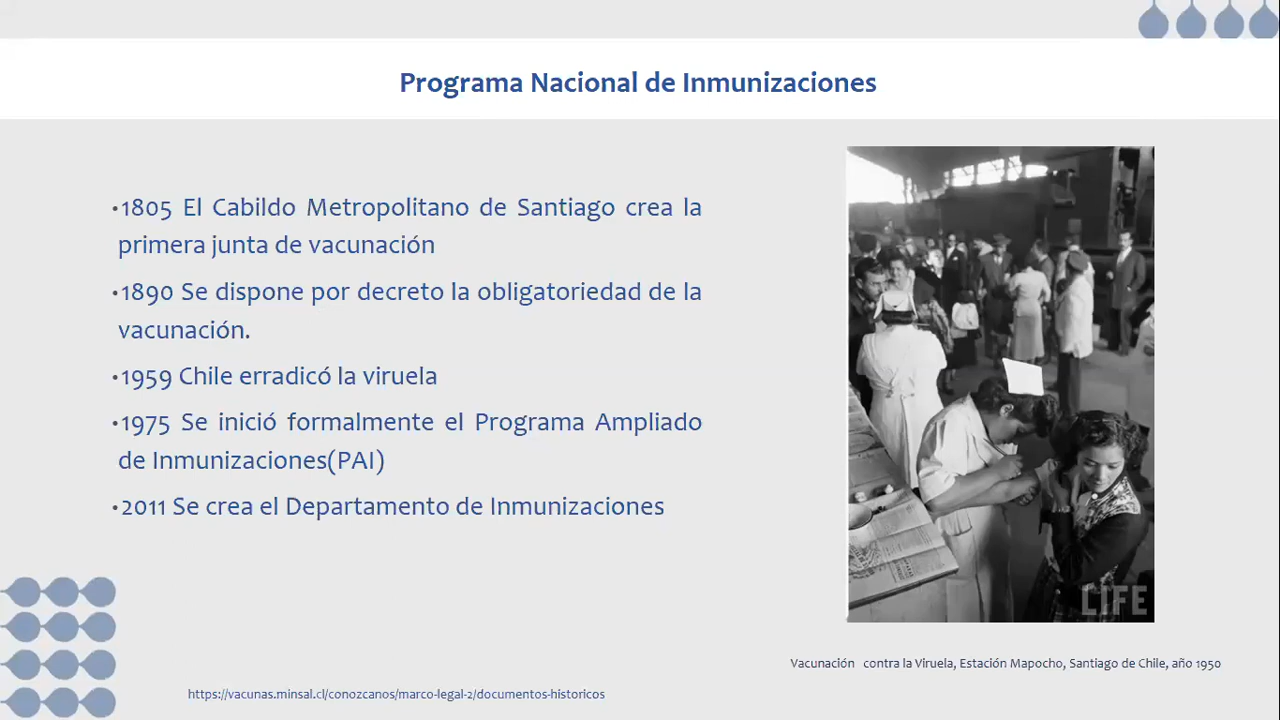 Programa Nacional de Inmunizaciones
•1805 El Cabildo Metropolitano de Santiago crea la
primera junta de vacunación
•1890 Se dispone por decreto la obligatoriedad de la
vacunación.
•1959 Chile erradicó la viruela
•1975 Se inició formalmente el Programa Ampliado
de Inmunizaciones(PAI)
•2011 Se crea el Departamento de Inmunizaciones
LIFE
Vacunación contra la Viruela, Estación Mapocho, Santiago de Chile, año 1950
https://vacunas.minsal.cl/conozcanos/marco-legal-2/documentos-historicos